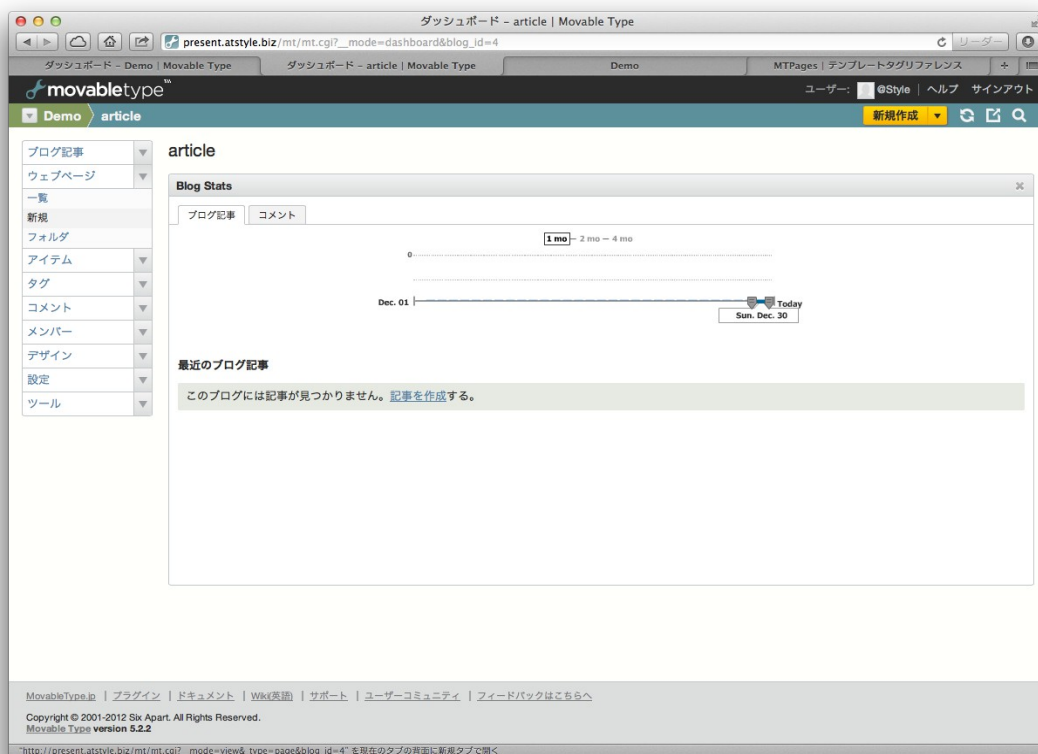 ダッシュボード – article | Movable Type
present.atstyle.biz/mt/mt.cgi?__mode=dashboard&blog_id=4
リーダー
ダッシュボード – Demo | Movable Type
ダッシュボード – article | Movable Type
Demo
MTPages | テンプレートタグリファレンス
movabletype™
ユーザー: @Style | ヘルプ サインアウト
Demo
article
新規作成
ブログ記事
ウェブページ
一覧
新規
フォルダ
アイテム
タグ
コメント
メンバー
デザイン
設定
ツール
article
Blog Stats
ブログ記事
コメント
1 mo – 2 mo – 4 mo
0
Dec. 01
Today
Sun. Dec. 30
最近のブログ記事
このブログには記事が見つかりません。記事を作成する。
MovableType.jp | プラグイン | ドキュメント | Wiki(英語) | サポート | ユーザーコミュニティ | フィードバックはこちらへ
Copyright © 2001-2012 Six Apart. All Rights Reserved.
Movable Type version 5.2.2
"http://present.atstyle.biz/mt/mt.cgi?__mode=view&_type=page&blog_id=4" を現在のタブの背面に新規タブで開く